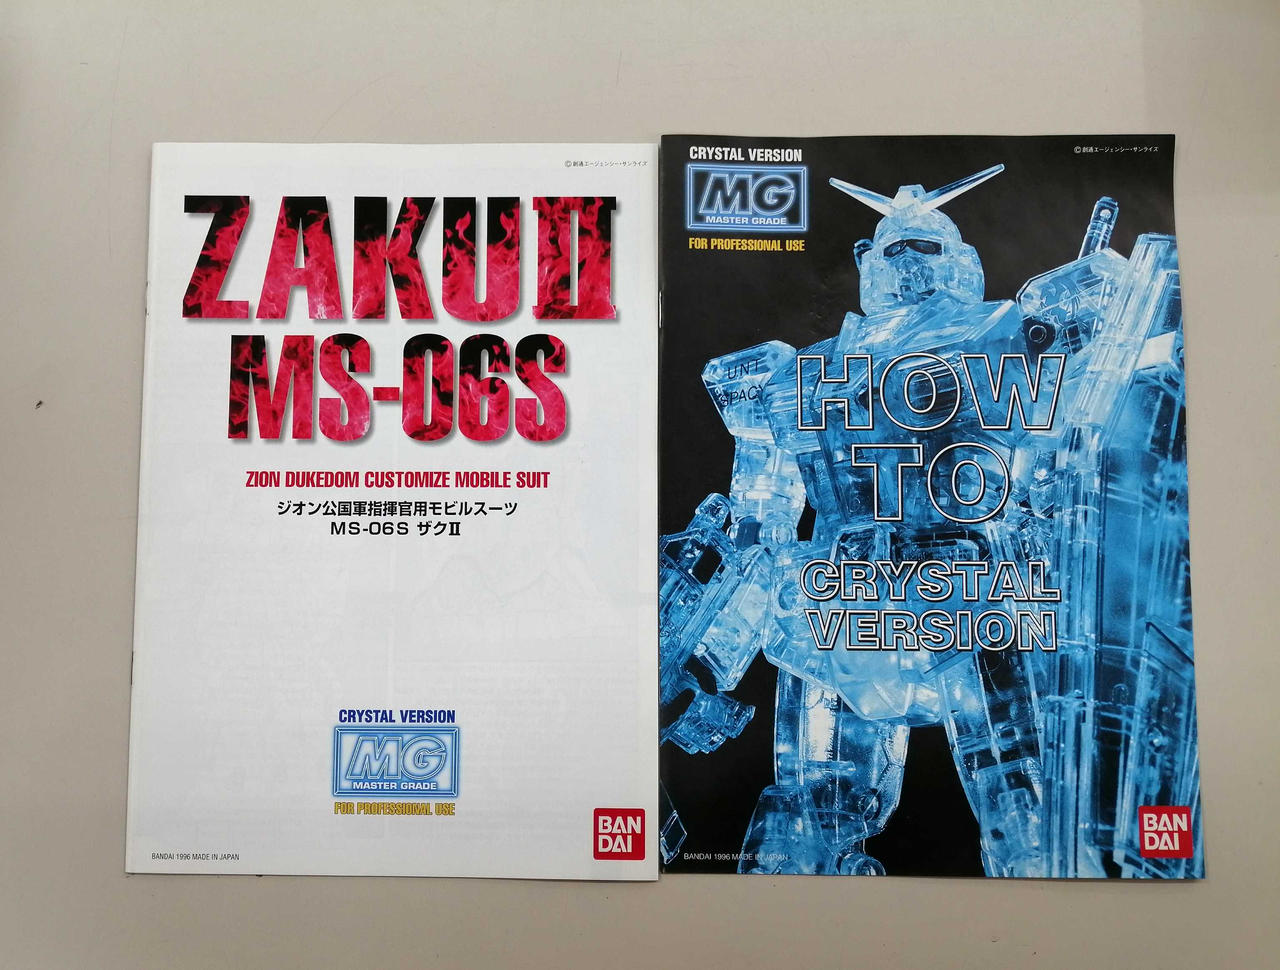 ©創通エージェンシー・サンライズ
ZAKUⅡ
MS-06S
ZION DUKEDOM CUSTOMIZE MOBILE SUIT
ジオン公国軍指揮官用モビルスーツ
MS-06S ザクⅡ
CRYSTAL VERSION
MG
MASTER GRADE
FOR PROFESSIONAL USE
BAN
DAI
BANDAI 1996 MADE IN JAPAN
CRYSTAL VERSION
MG
MASTER GRADE
FOR PROFESSIONAL USE
©創通エージェンシー・サンライズ
U.N.T
SPACY
HOW
TO
CRYSTAL
VERSION
BANDAI 1996 MADE IN JAPAN
BAN
DAI